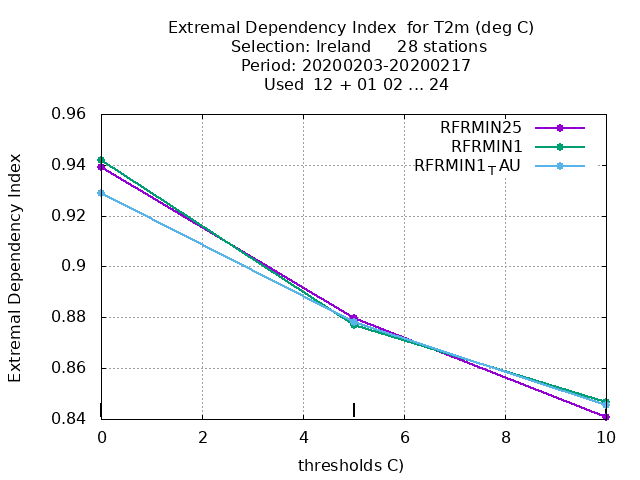 Extremal Dependency Index  for T2m (deg C)
Selection: Ireland     28 stations
Period: 20200203-20200217
Used  12 + 01 02 ... 24
Extremal Dependency Index
0.96
0.94
0.92
0.9
0.88
0.86
0.84
RFRMIN25
RFRMIN1
RFRMIN1TAU
0 2 4 6 8 10
thresholds C)